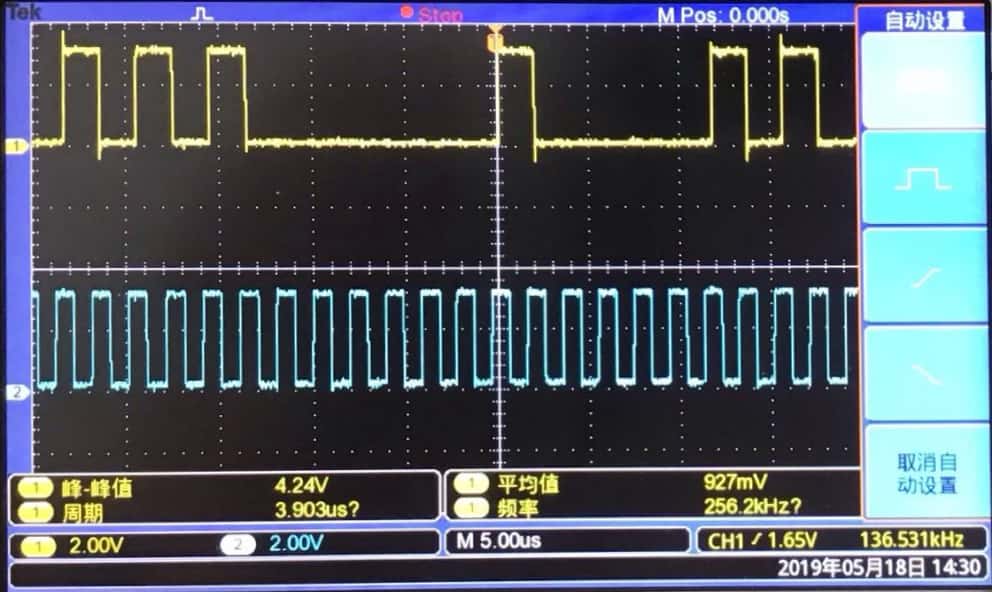 Tek Stop M Pos: 0.000s 自动设置
1
2
1 峰-峰值 4.24V 1 平均值 927mV
1 周期 3.903us? 1 频率 256.2kHz?
取消自
动设置
1 2.00V 2 2.00V M 5.00us CH1 1.65V 136.531kHz
2019年05月18日 14:30